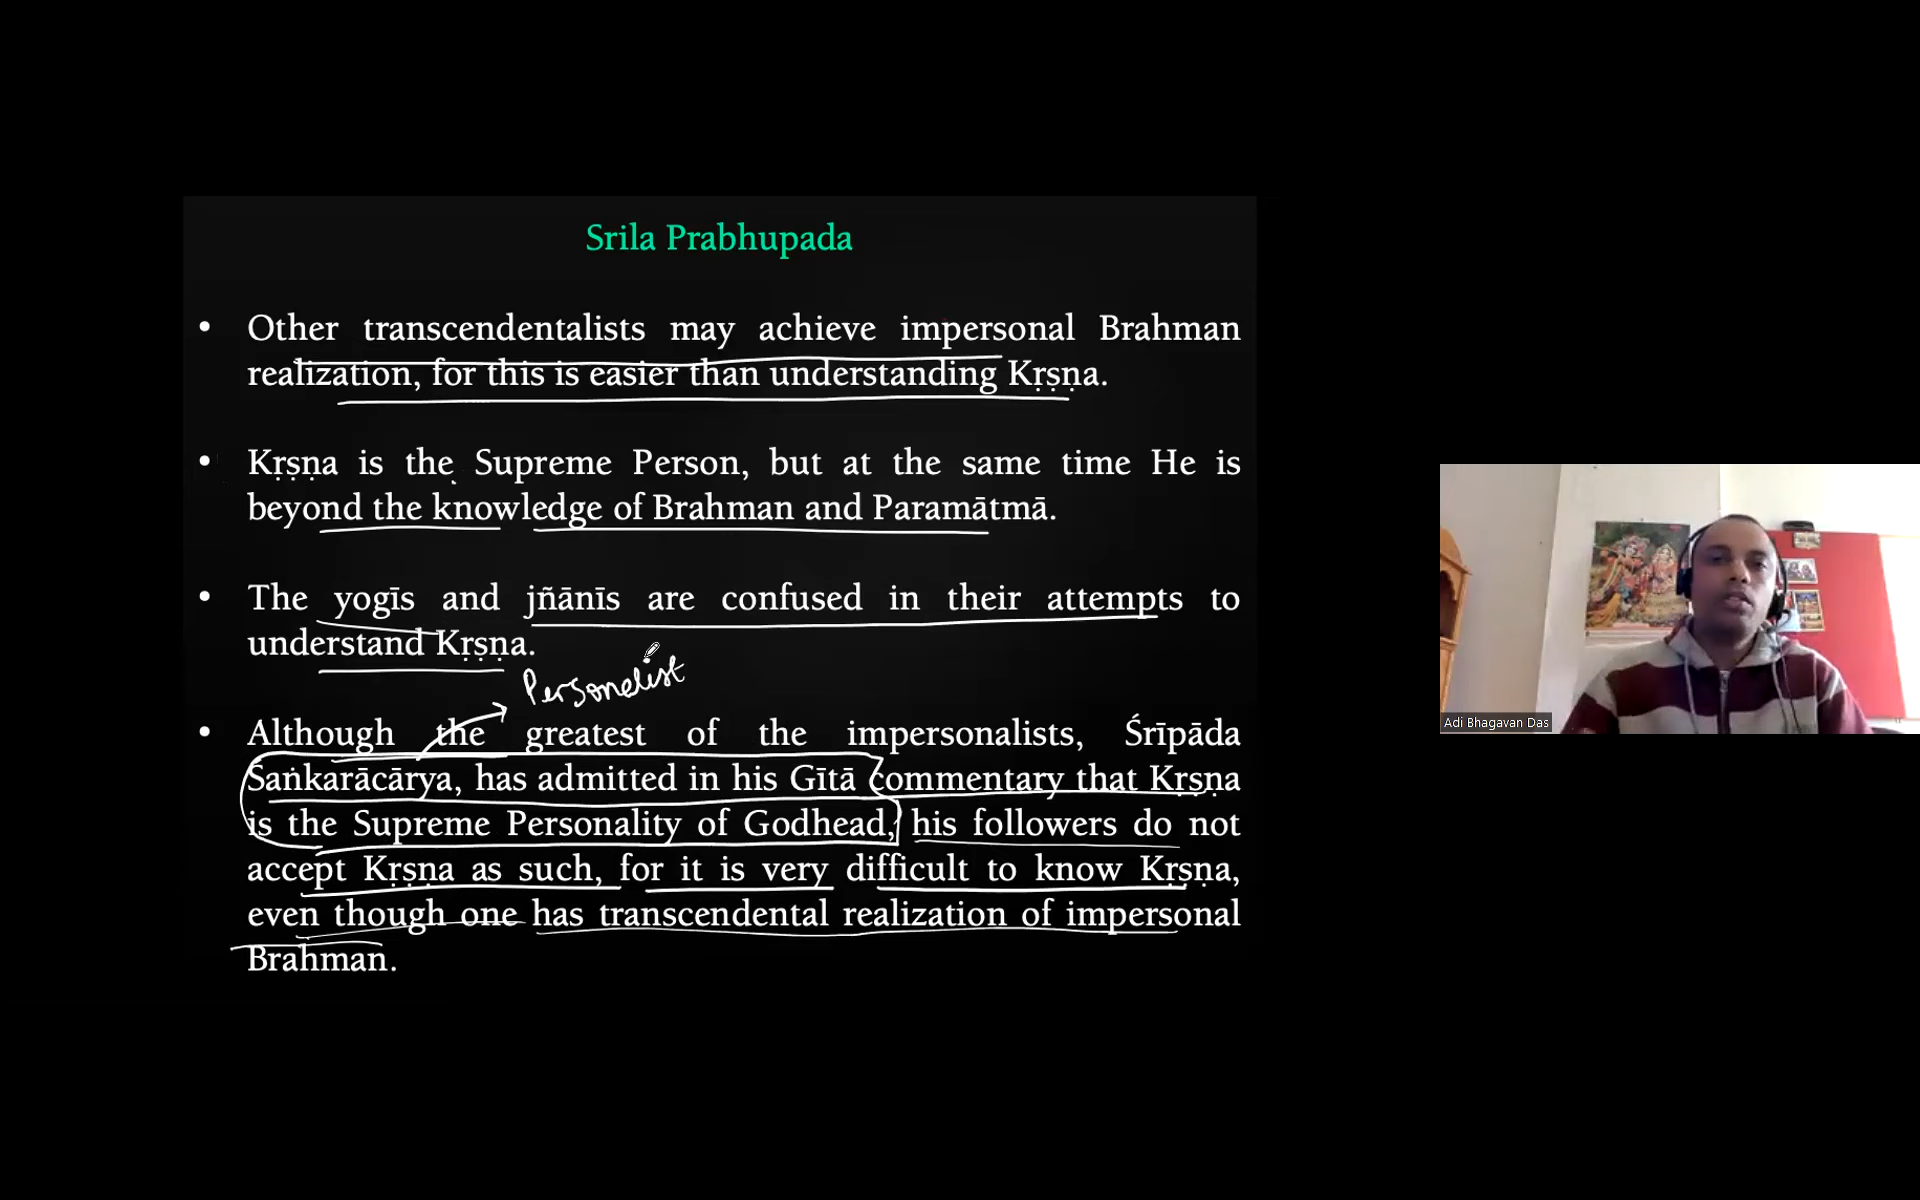 Srila Prabhupada
• Other transcendentalists may achieve impersonal Brahman
realization, for this is easier than understanding Kṛṣṇa.
• Kṛṣṇa is the Supreme Person, but at the same time He is
beyond the knowledge of Brahman and Paramātmā.
• The yogīs and jñānīs are confused in their attempts to
understand Kṛṣṇa.
Personalist
• Although the greatest of the impersonalists, Śrīpāda
Śaṅkarācārya, has admitted in his Gītā commentary that Kṛṣṇa
is the Supreme Personality of Godhead, his followers do not
accept Kṛṣṇa as such, for it is very difficult to know Kṛṣṇa,
even though one has transcendental realization of impersonal
Brahman.
Adi Bhagavan Das